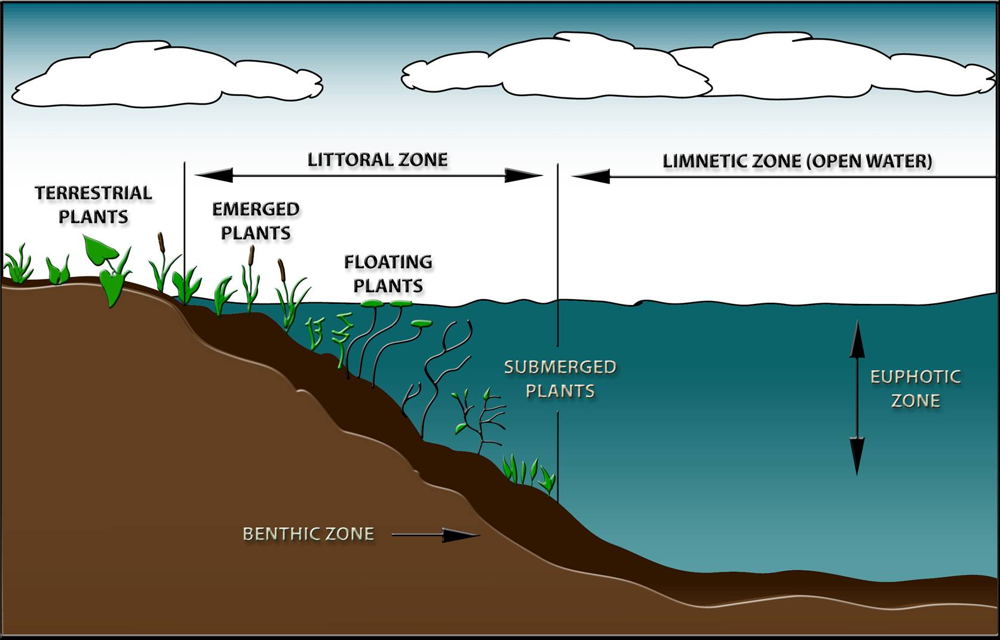 LITTORAL ZONE
LIMNETIC ZONE (OPEN WATER)
TERRESTRIAL
PLANTS
EMERGED
PLANTS
FLOATING
PLANTS
SUBMERGED
PLANTS
EUPHOTIC
ZONE
BENTHIC ZONE